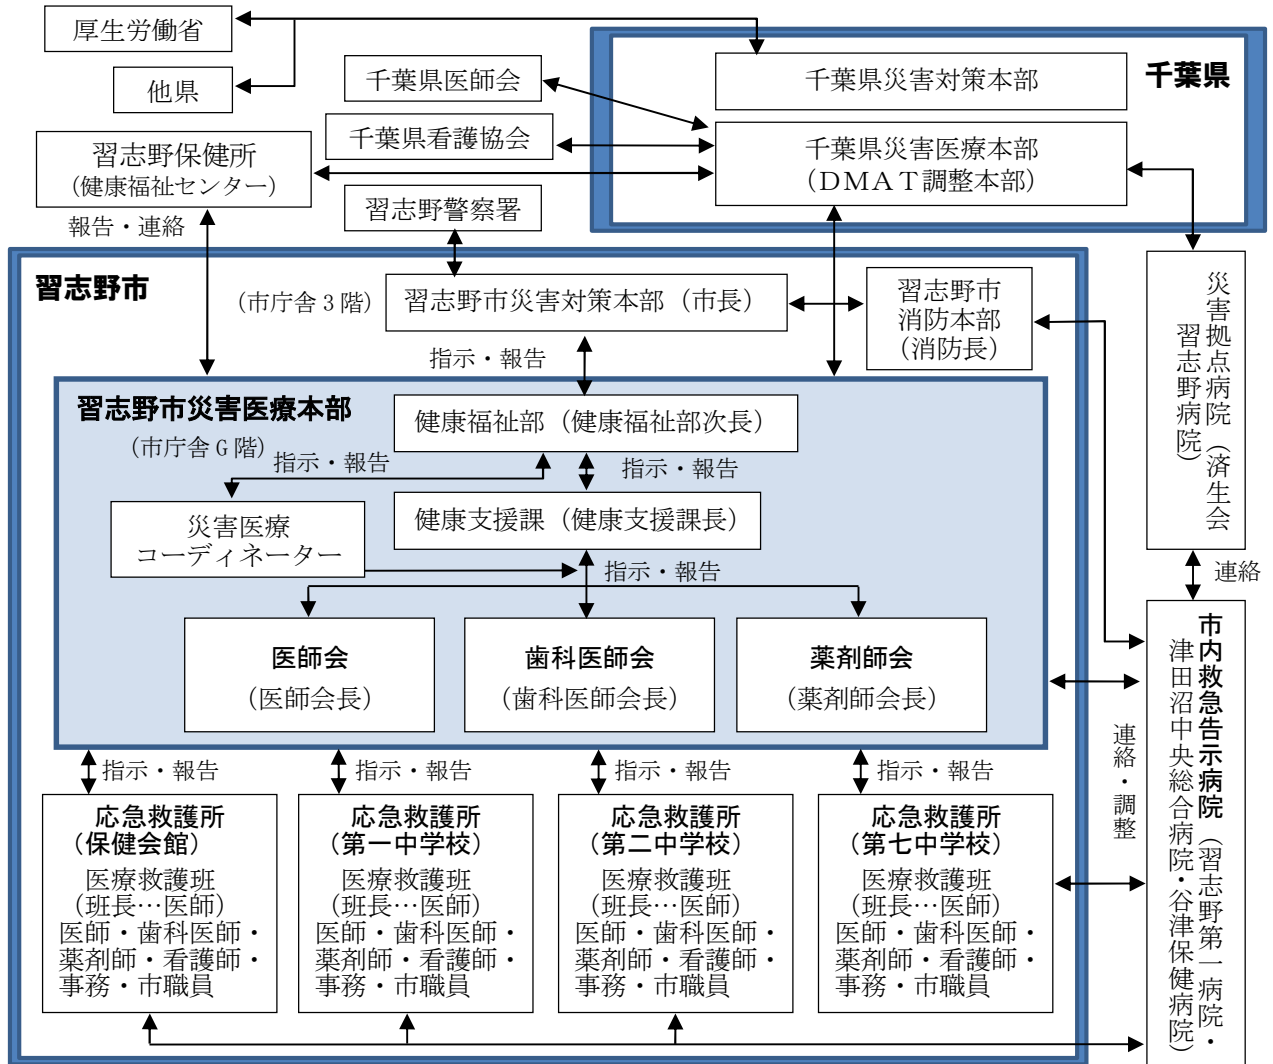 厚生労働省
他県
千葉県医師会
千葉県看護協会
千葉県
千葉県災害対策本部
千葉県災害医療本部
（DMAT調整本部）
習志野保健所
（健康福祉センター）
報告・連絡
習志野警察署
習志野市
（市庁舎3階）
習志野市災害対策本部（市長）
習志野市
消防本部
（消防長）
指示・報告
災害拠点病院（済生会
習志野病院）
習志野市災害医療本部
（市庁舎G階）
健康福祉部（健康福祉部次長）
指示・報告
指示・報告
災害医療
コーディネーター
健康支援課（健康支援課長）
指示・報告
連絡
医師会
（医師会長）
歯科医師会
（歯科医師会長）
薬剤師会
（薬剤師会長）
市内救急告示病院（習志野第一病院・
津田沼中央総合病院・谷津保健病院）
連絡・調整
指示・報告
指示・報告
指示・報告
指示・報告
応急救護所
（保健会館）
医療救護班
（班長…医師）
医師・歯科医師・
薬剤師・看護師・
事務・市職員
応急救護所
（第一中学校）
医療救護班
（班長…医師）
医師・歯科医師・
薬剤師・看護師・
事務・市職員
応急救護所
（第二中学校）
医療救護班
（班長…医師）
医師・歯科医師・
薬剤師・看護師・
事務・市職員
応急救護所
（第七中学校）
医療救護班
（班長…医師）
医師・歯科医師・
薬剤師・看護師・
事務・市職員